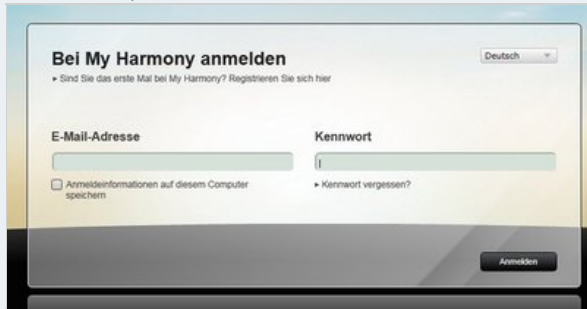 Bei My Harmony anmelden
Deutsch
▸ Sind Sie das erste Mal bei My Harmony? Registrieren Sie sich hier
E-Mail-Adresse
Kennwort
Anmeldeinformationen auf diesem Computer
speichern
▸ Kennwort vergessen?
Anmelden